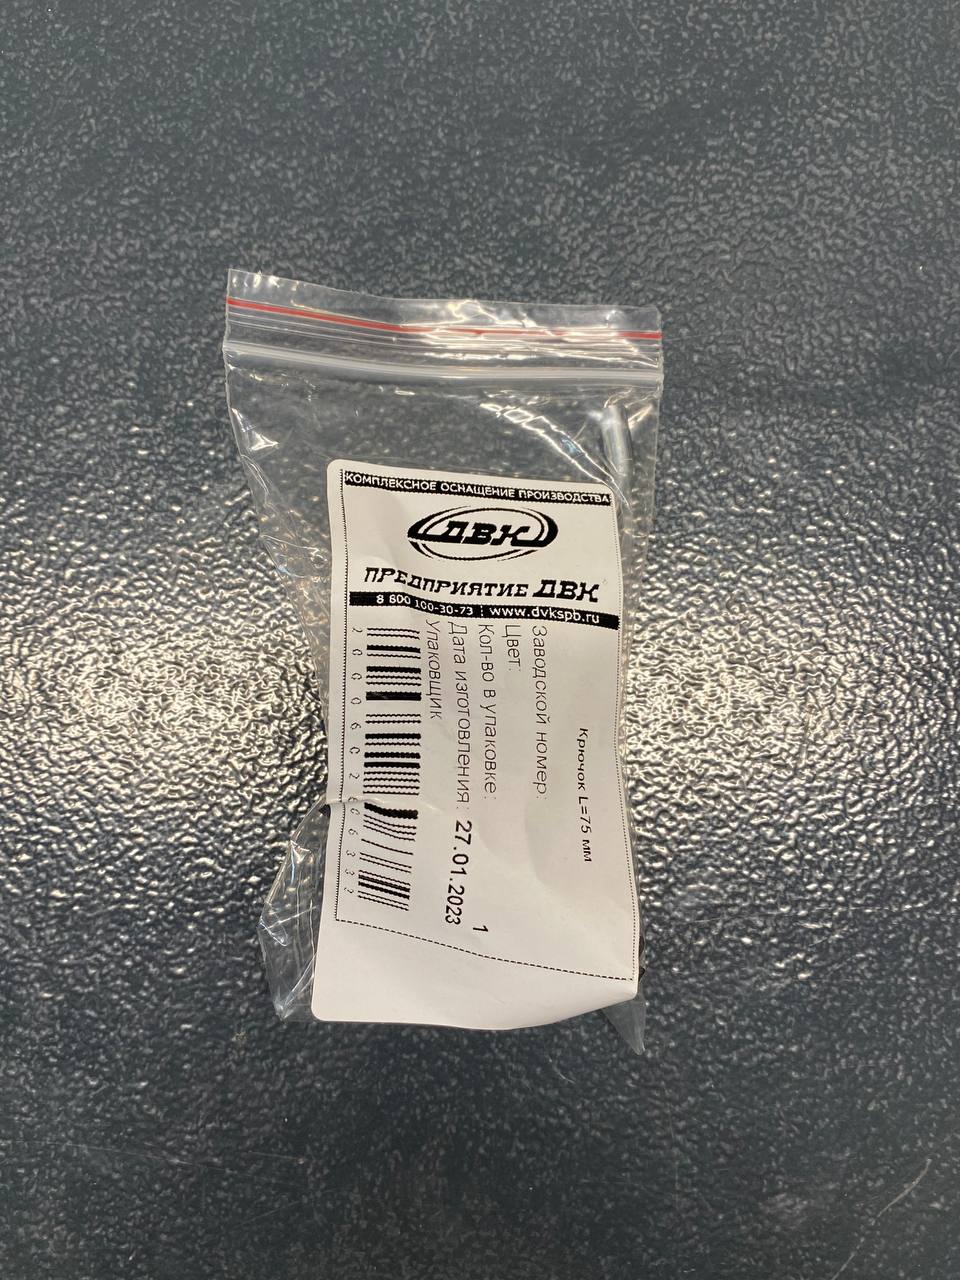 КОМПЛЕКСНОЕ ОСНАЩЕНИЕ ПРОИЗВОДСТВА
ДВК
ПРЕДПРИЯТИЕ ДВК
8 800 100-30-73 | www.dvkspb.ru
Крючок L=75 мм
Заводской номер:
Цвет:
Кол-во в упаковке: 1
Дата изготовления: 27.01.2023
Упаковщик